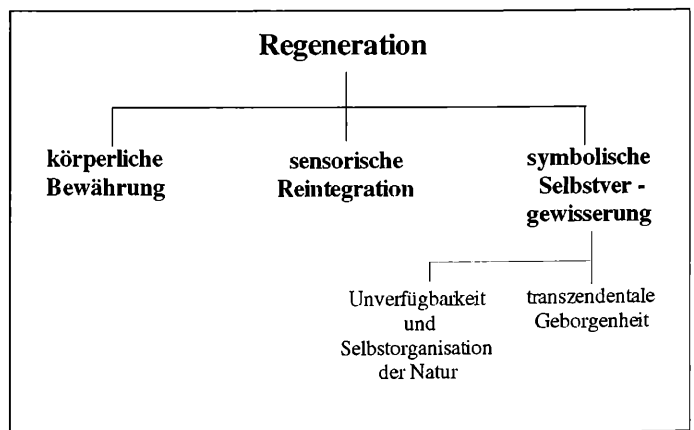 Regeneration
körperliche
Bewährung
sensorische
Reintegration
symbolische
Selbstver -
gewisserung
Unverfügbarkeit
und
Selbstorganisation
der Natur
transzendentale
Geborgenheit